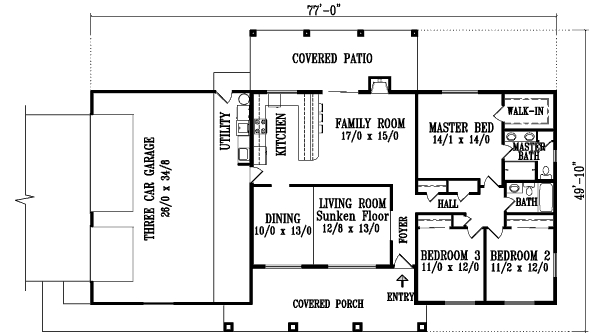 77'-0"
COVERED PATIO
UTILITY
KITCHEN
FAMILY ROOM
17/0 x 15/0
MASTER BED
14/1 x 14/0
WALK-IN
MASTER
BATH
THREE CAR GARAGE
26/0 x 34/8
49'-10"
BATH
HALL
DINING
10/0 x 13/0
LIVING ROOM
Sunken Floor
12/8 x 13/0
FOYER
BEDROOM 3
11/0 x 12/0
BEDROOM 2
11/2 x 12/0
COVERED PORCH
ENTRY